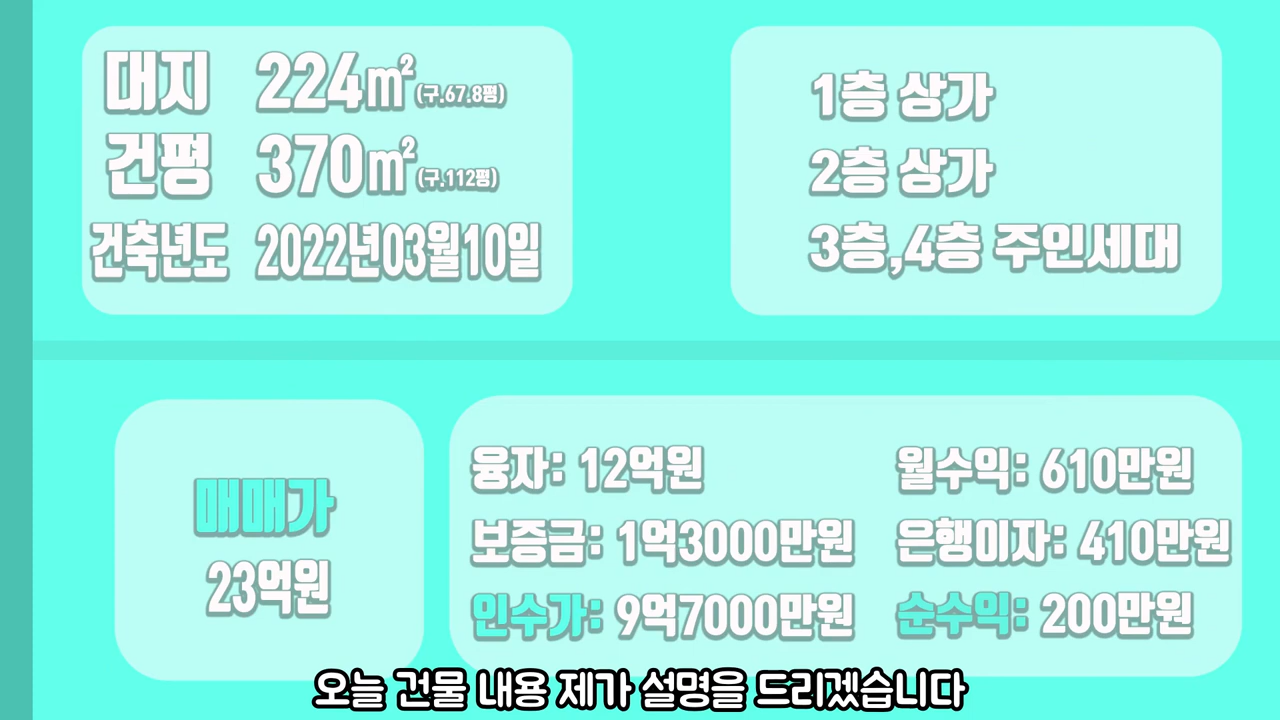 대지 224㎡(구.67.8평)
건평 370㎡(구.112평)
건축년도 2022년03월10일
1층 상가
2층 상가
3층,4층 주인세대
매매가
23억원
융자: 12억원
보증금: 1억3000만원
인수가: 9억7000만원
월수익: 610만원
은행이자: 410만원
순수익: 200만원
오늘 건물 내용 제가 설명을 드리겠습니다